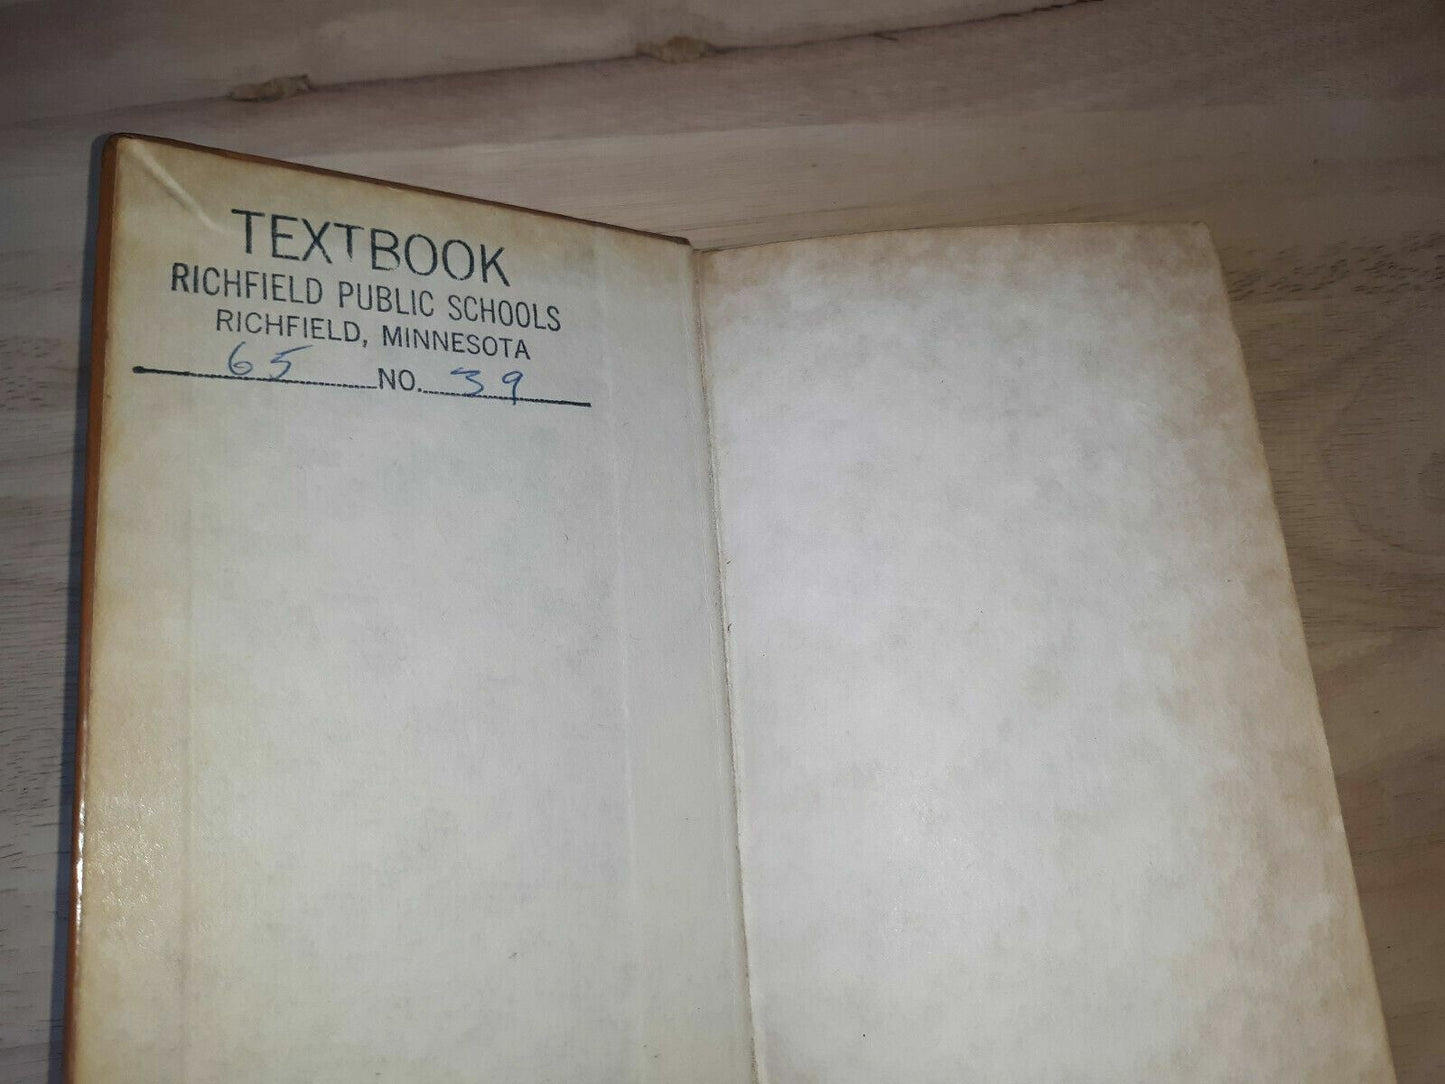 TEXTBOOK
RICHFIELD PUBLIC SCHOOLS
RICHFIELD, MINNESOTA
65 NO. 39